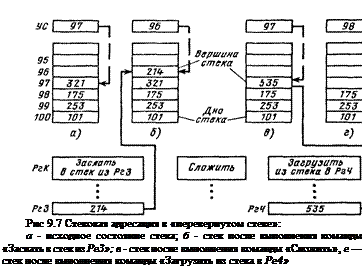 УС 97 96 97 98
95
96 214 Вершина стека
97 321 321 535
98 175 175 175 175
99 253 253 Дно стека 253 253
100 101 101 101 101
а) б) в) г)
РгК Заслать в стек из Рг3 Сложить Загрузить из стека в Рг4
Рг3 214 Рг4 535
Рис 9.7 Стековая адресация в «перевернутом стеке»:
а - исходное состояние стека; б - стек после выполнения команды
«Заслать в стек из Рг3»; в - стек после выполнения команды «Сложить», г —
стек после выполнения команды «Загрузить из стека в Рг4»